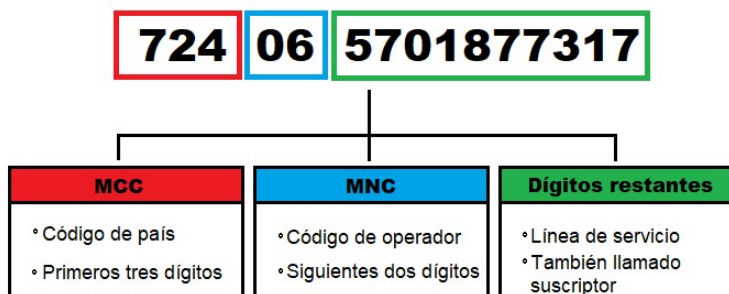 724 06 5701877317
MCC
° Código de país
° Primeros tres dígitos
MNC
° Código de operador
° Siguientes dos dígitos
Dígitos restantes
° Línea de servicio
° También llamado
suscriptor